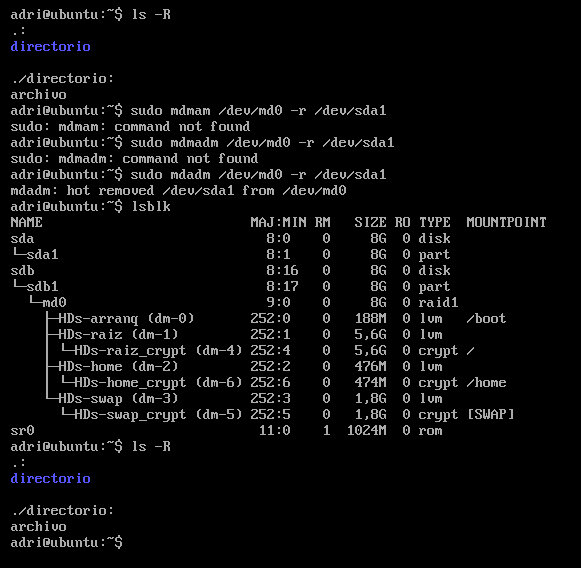 adri@ubuntu:~$ ls -R
.:
directorio

./directorio:
archivo
adri@ubuntu:~$ sudo mdmam /dev/md0 -r /dev/sda1
sudo: mdmam: command not found
adri@ubuntu:~$ sudo mdmadm /dev/md0 -r /dev/sda1
sudo: mdmadm: command not found
adri@ubuntu:~$ sudo mdadm /dev/md0 -r /dev/sda1
mdadm: hot removed /dev/sda1 from /dev/md0
adri@ubuntu:~$ lsblk
NAME                          MAJ:MIN RM   SIZE RO TYPE  MOUNTPOINT
sda                             8:0    0     8G  0 disk
└─sda1                          8:1    0     8G  0 part
sdb                             8:16   0     8G  0 disk
└─sdb1                          8:17   0     8G  0 part
  └─md0                         9:0    0     8G  0 raid1
    ├─HDs-arranq (dm-0)       252:0    0   188M  0 lvm   /boot
    ├─HDs-raiz (dm-1)         252:1    0   5,6G  0 lvm
    │ └─HDs-raiz_crypt (dm-4) 252:4    0   5,6G  0 crypt /
    ├─HDs-home (dm-2)         252:2    0   476M  0 lvm
    │ └─HDs-home_crypt (dm-6) 252:6    0   474M  0 crypt /home
    └─HDs-swap (dm-3)         252:3    0   1,8G  0 lvm
      └─HDs-swap_crypt (dm-5) 252:5    0   1,8G  0 crypt [SWAP]
sr0                            11:0    1  1024M  0 rom
adri@ubuntu:~$ ls -R
.:
directorio

./directorio:
archivo
adri@ubuntu:~$